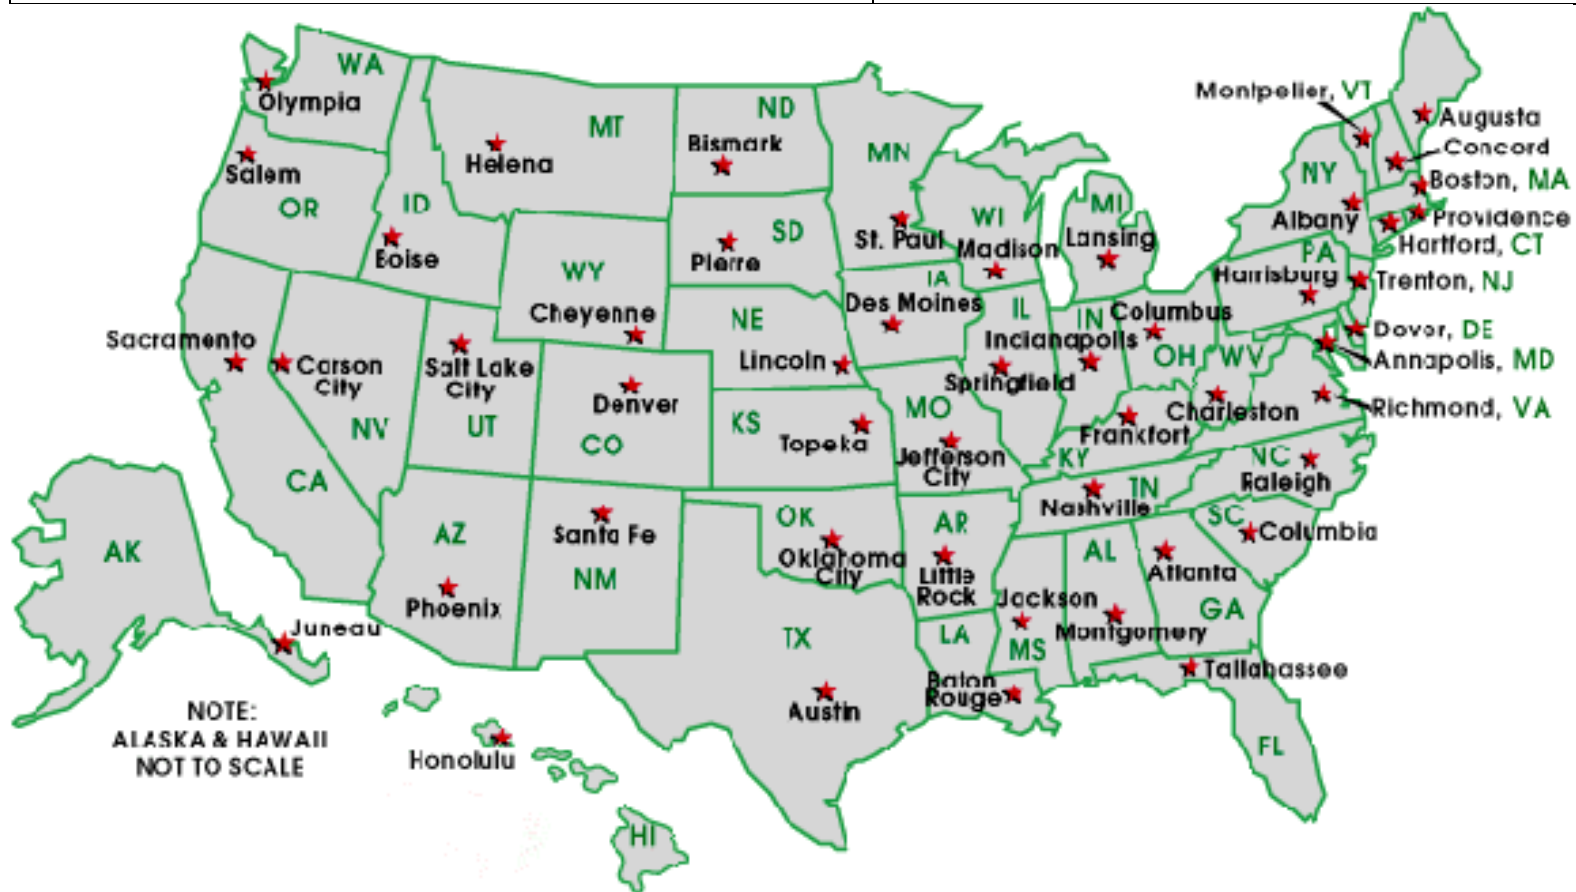 WA
Olympia
Salem
OR
MT
Helena
ID
Boise
ND
Bismark
SD
Pierre
MN
St. Paul
WI
Madison
MI
Lansing
Montpelier, VT
Augusta
Concord
Boston, MA
NY
Albany
Providence
Hartford, CT
PA
Harrisburg
Trenton, NJ
Dover, DE
Annapolis, MD
Richmond, VA
WY
Cheyenne
NE
Lincoln
IA
Des Moines
IL
Springfield
IN
Indianapolis
Columbus
OH
WV
Charleston
Sacramento
Carson
City
NV
CA
Salt Lake
City
UT
Denver
CO
KS
Topeka
MO
Jefferson
City
Frankfort
KY
TN
Nashville
NC
Raleigh
SC
Columbia
AZ
Phoenix
Santa Fe
NM
OK
Oklahoma
City
AR
Little
Rock
Jackson
MS
AL
Montgomery
Atlanta
GA
TX
Austin
LA
Baton
Rouge
Tallahassee
FL
AK
Juneau
NOTE:
ALASKA & HAWAII
NOT TO SCALE
Honolulu
HI